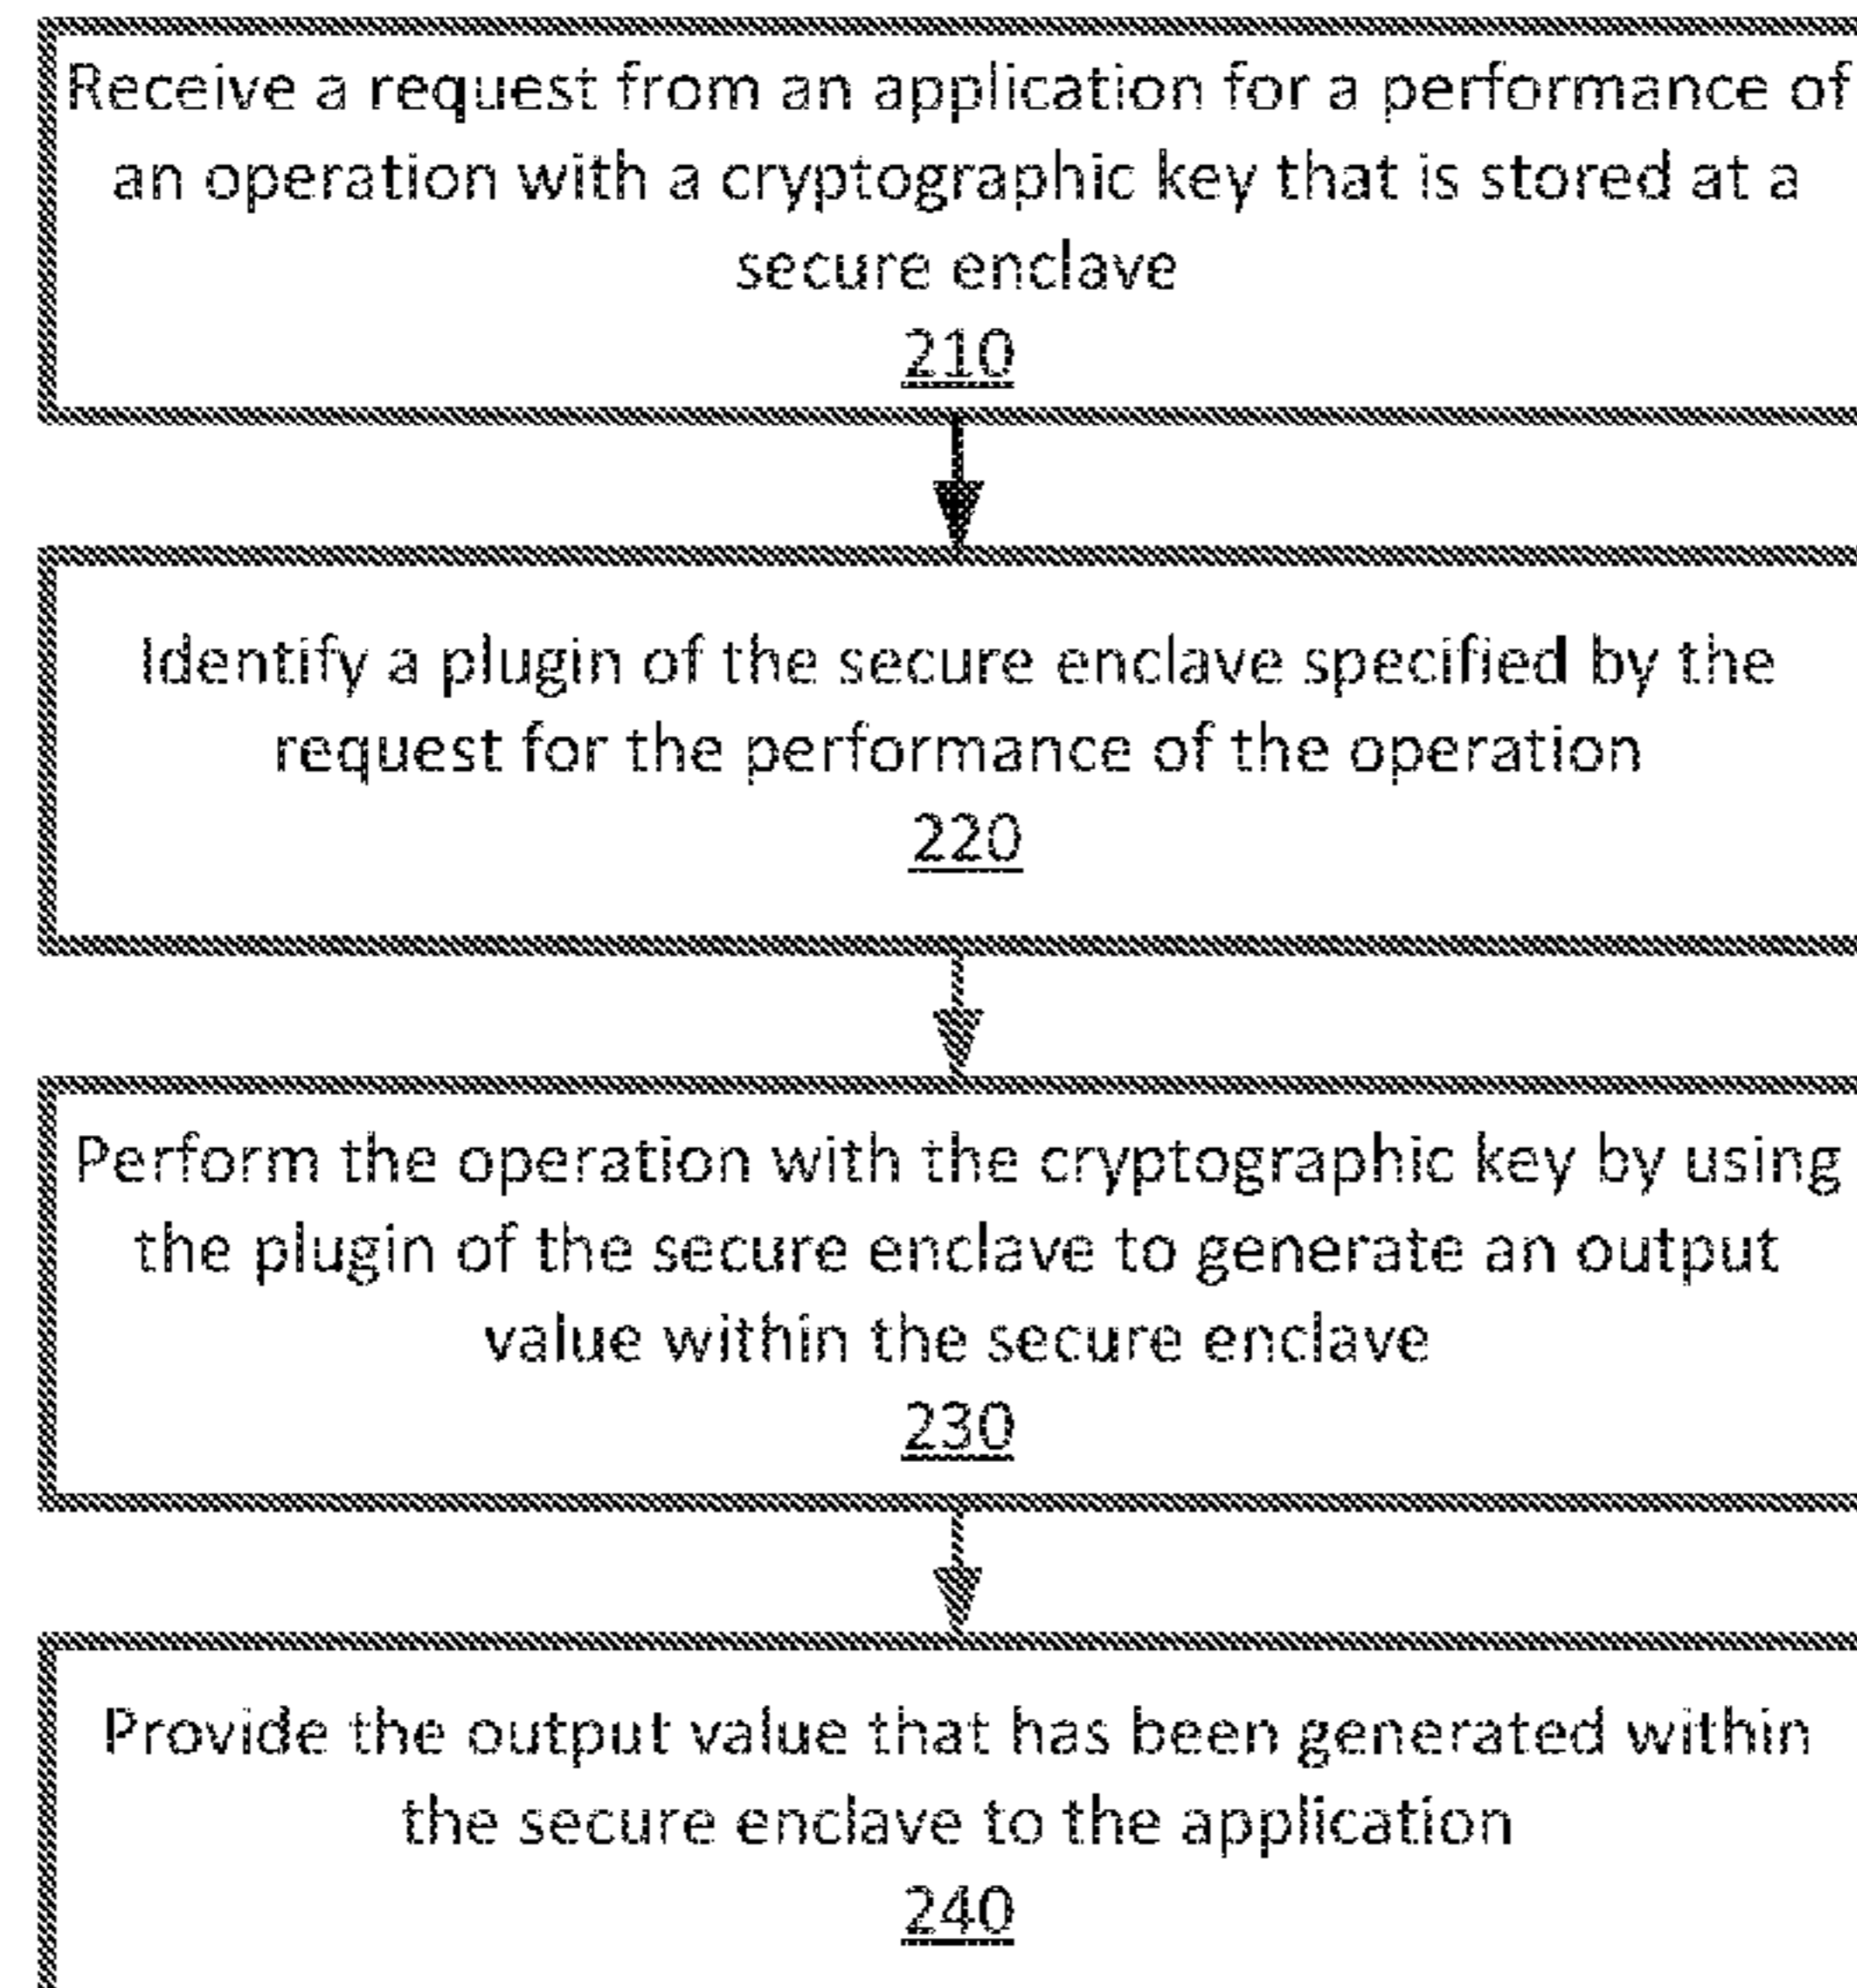 Receive a request from an application for a performance of
an operation with a cryptographic key that is stored at a
secure enclave
210
Identify a plugin of the secure enclave specified by the
request for the performance of the operation
220
Perform the operation with the cryptographic key by using
the plugin of the secure enclave to generate an output
value within the secure enclave
230
Provide the output value that has been generated within
the secure enclave to the application
240